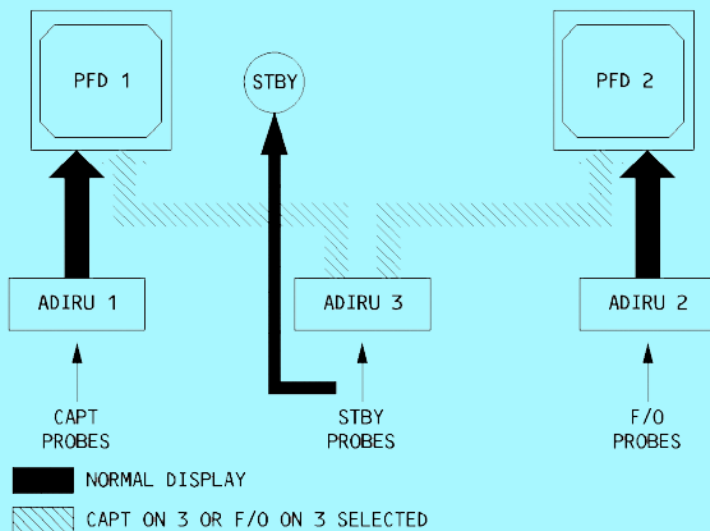 PFD 1
STBY
PFD 2
ADIRU 1
ADIRU 3
ADIRU 2
CAPT
PROBES
STBY
PROBES
F/O
PROBES
NORMAL DISPLAY
CAPT ON 3 OR F/O ON 3 SELECTED